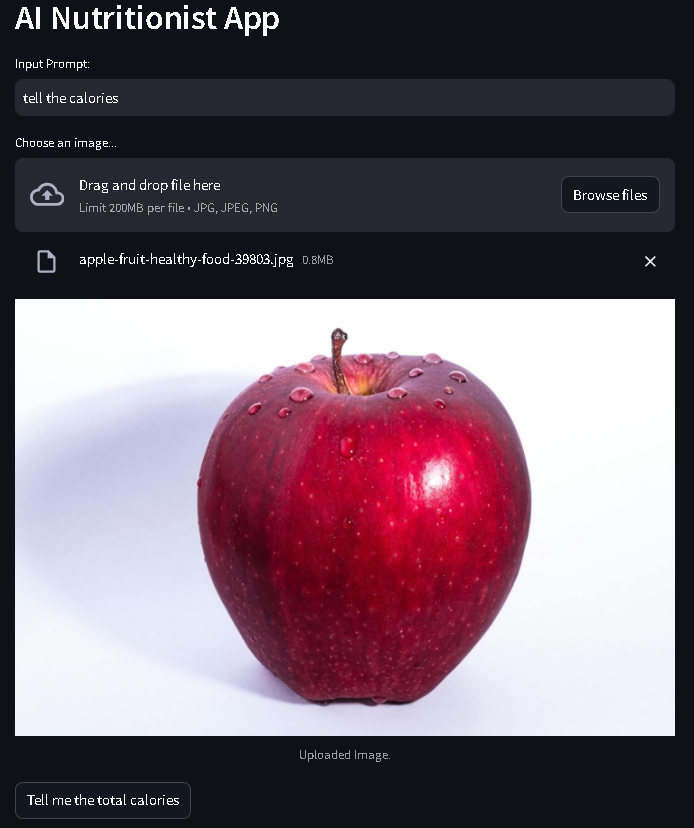 AI Nutritionist App
Input Prompt:
tell the calories
Choose an image...
Drag and drop file here
Limit 200MB per file • JPG, JPEG, PNG
Browse files
apple-fruit-healthy-food-39803.jpg 0.8MB
Uploaded Image.
Tell me the total calories